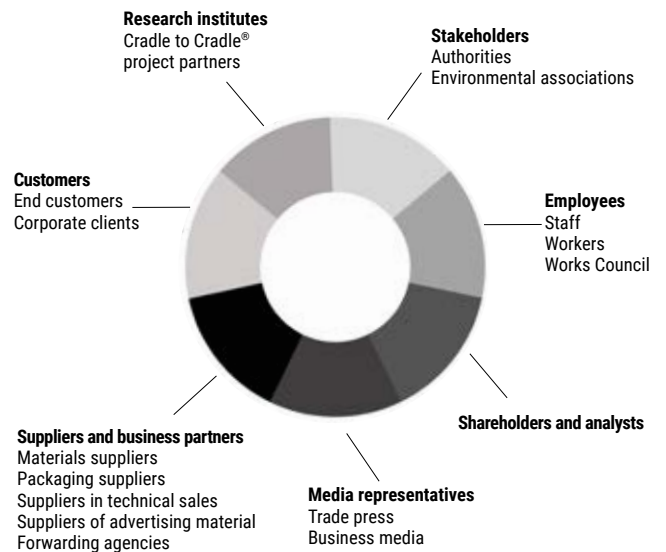 Research institutes
Cradle to Cradle®
project partners
Stakeholders
Authorities
Environmental associations
Customers
End customers
Corporate clients
Employees
Staff
Workers
Works Council
Shareholders and analysts
Suppliers and business partners
Materials suppliers
Packaging suppliers
Suppliers in technical sales
Suppliers of advertising material
Forwarding agencies
Media representatives
Trade press
Business media